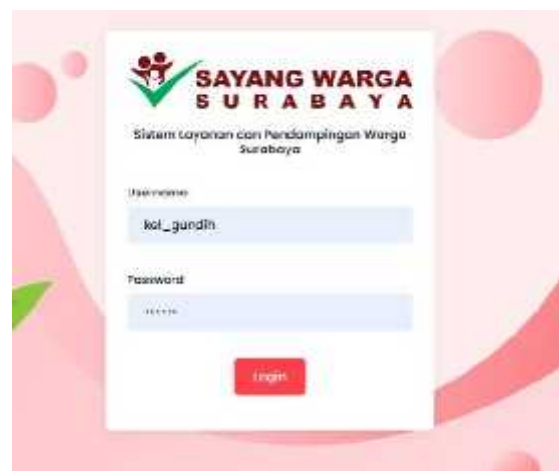 SAYANG WARGA
SURABAYA
Sistem Layanan dan Pendampingan Warga
Surabaya
Username
kel_gundih
Password
Login